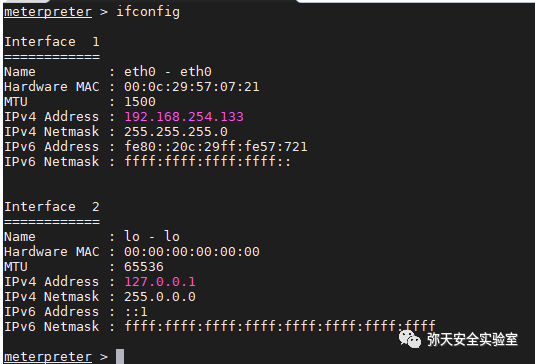 meterpreter > ifconfig
Interface  1
============
Name         : eth0 - eth0
Hardware MAC : 00:0c:29:57:07:21
MTU          : 1500
IPv4 Address : 192.168.254.133
IPv4 Netmask : 255.255.255.0
IPv6 Address : fe80::20c:29ff:fe57:721
IPv6 Netmask : ffff:ffff:ffff:ffff::
Interface  2
============
Name         : lo - lo
Hardware MAC : 00:00:00:00:00:00
MTU          : 65536
IPv4 Address : 127.0.0.1
IPv4 Netmask : 255.0.0.0
IPv6 Address : ::1
IPv6 Netmask : ffff:ffff:ffff:ffff:ffff:ffff:ffff:ffff
弥天安全实验室
meterpreter >